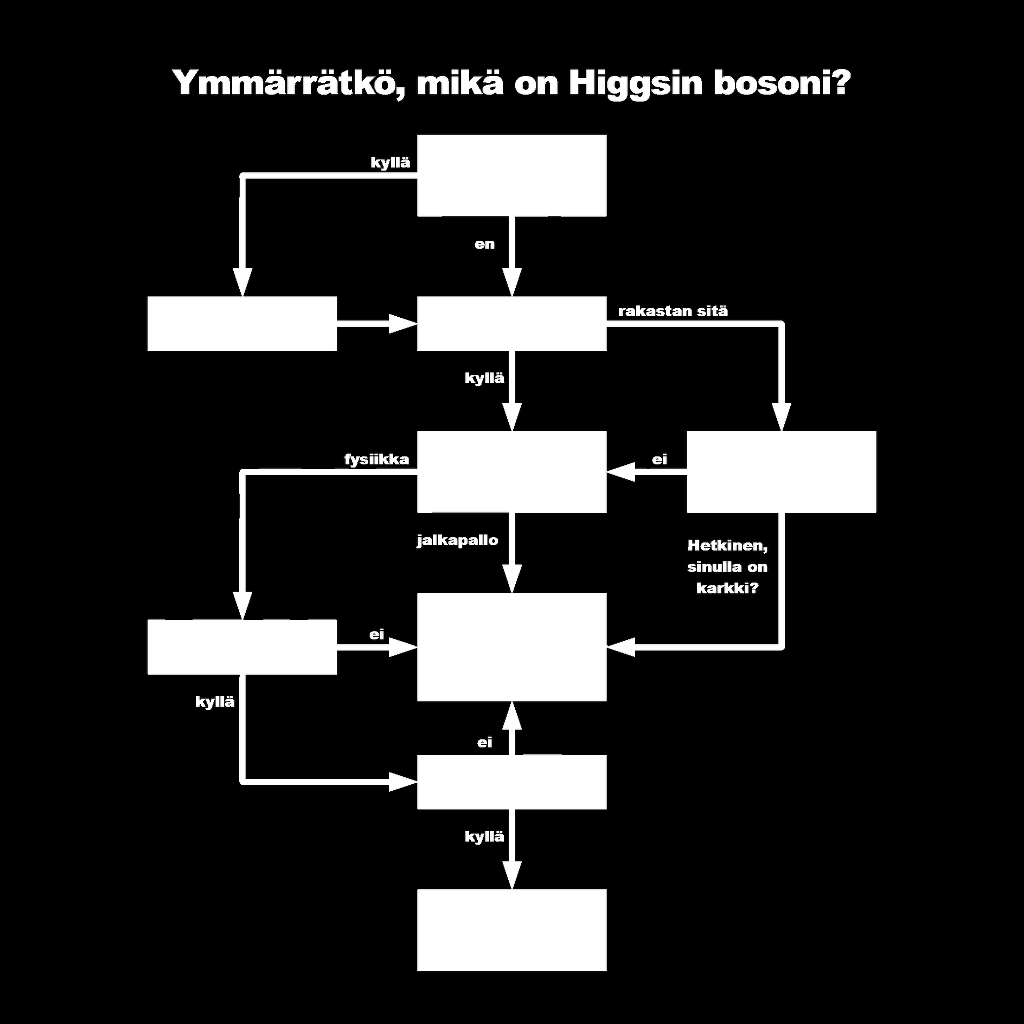 Ymmärrätkö, mikä on Higgsin bosoni?
kyllä
en
rakastan sitä
kyllä
fysiikka
ei
jalkapallo
Hetkinen,
sinulla on
karkki?
ei
kyllä
ei
kyllä